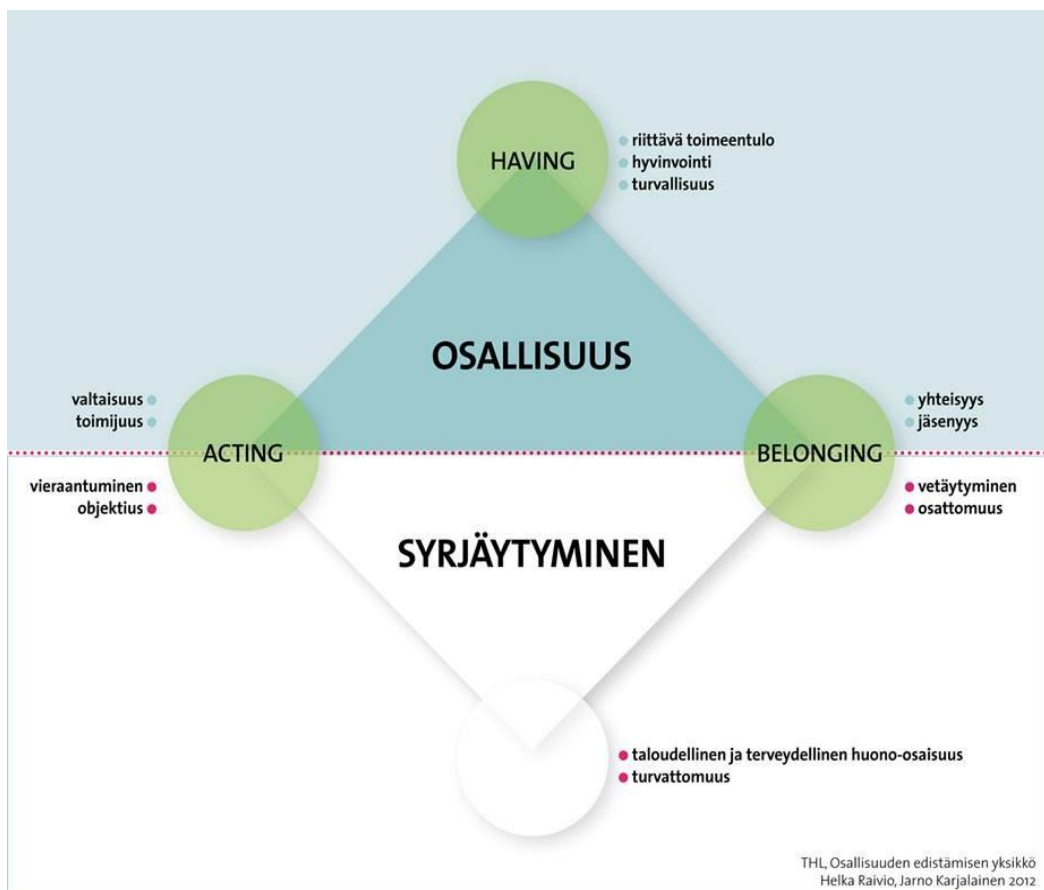 HAVING
riittävä toimeentulo
hyvinvointi
turvallisuus
OSALLISUUS
valtaisuus
toimijuus
ACTING
vieraantuminen
objektius
BELONGING
yhteisyys
jäsenyys
vetäytyminen
osattomuus
SYRJÄYTYMINEN
taloudellinen ja terveydellinen huono-osaisuus
turvattomuus
THL, Osallisuuden edistämisen yksikkö
Helka Raivio, Jarno Karjalainen 2012